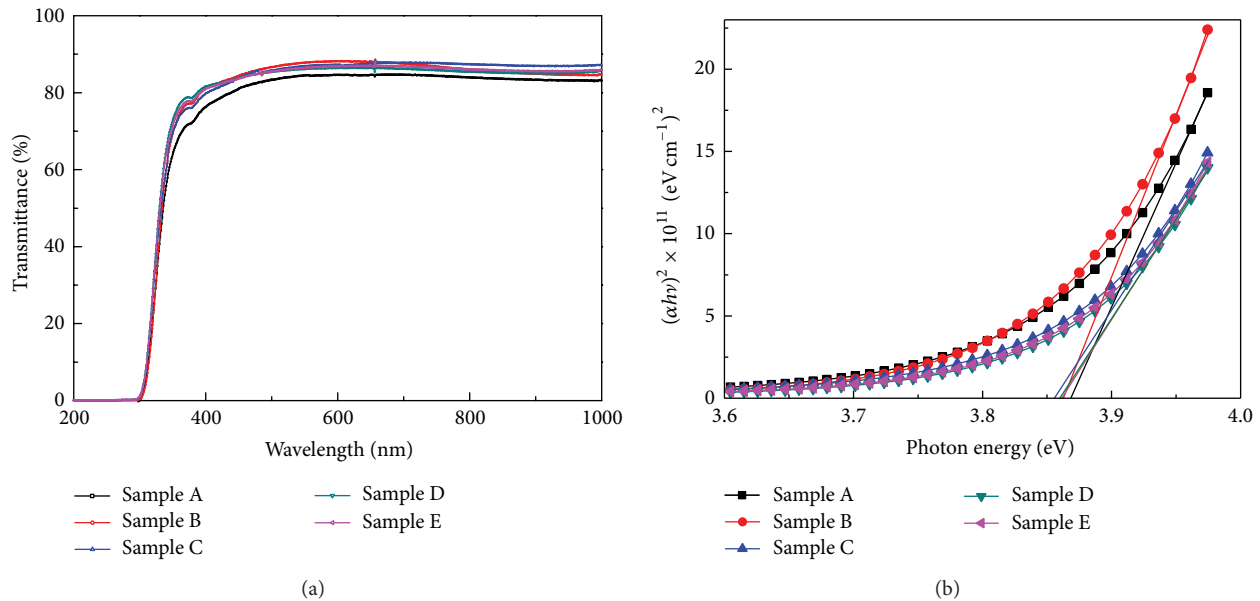 100
80
60
40
20
0
Transmittance (%)
200 400 600 800 1000
Wavelength (nm)
Sample A
Sample B
Sample C
Sample D
Sample E
(a)
20
15
10
5
0
(αhν)² × 10¹¹ (eV cm⁻¹)²
3.6 3.7 3.8 3.9 4.0
Photon energy (eV)
Sample A
Sample B
Sample C
Sample D
Sample E
(b)